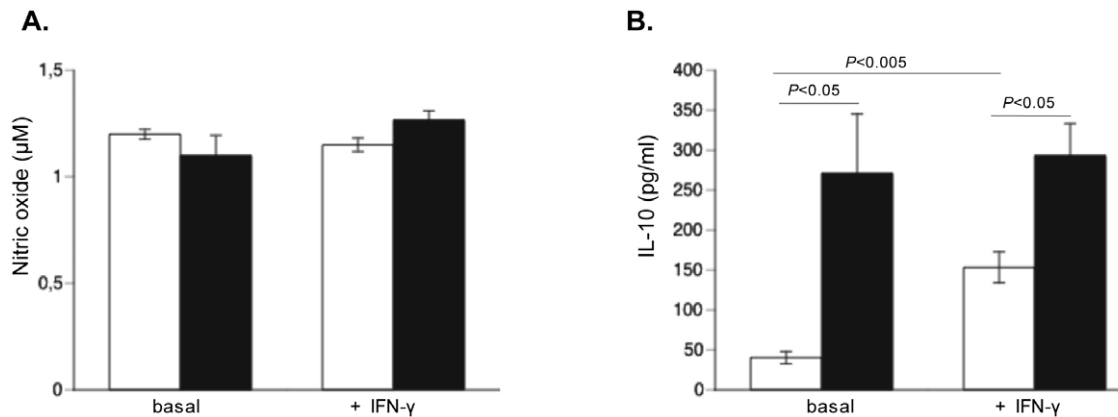 A.
1,5
1
0,5
0
Nitric oxide (µM)
basal
+ IFN-γ
B.
400
350
300
250
200
150
100
50
0
IL-10 (pg/ml)
P<0.005
P<0.05
P<0.05
basal
+ IFN-γ